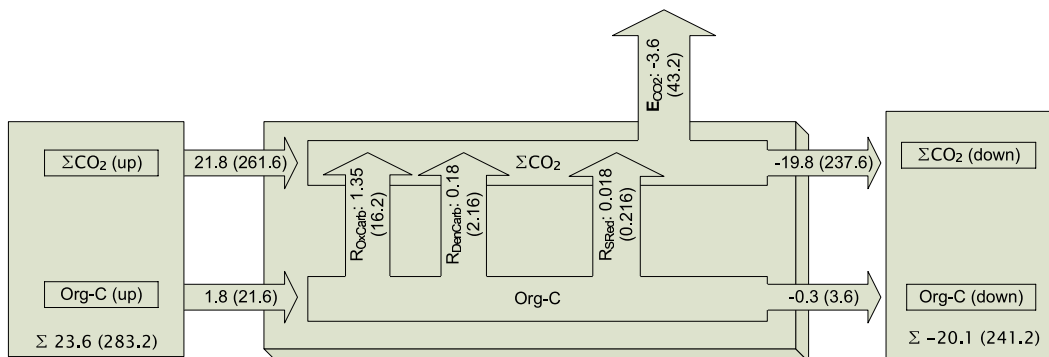 E_CO2: -3.6
(43.2)
ΣCO₂ (up)
21.8 (261.6)
ΣCO₂
-19.8 (237.6)
ΣCO₂ (down)
R_OxCarb: 1.35
(16.2)
R_DenCarb: 0.18
(2.16)
R_SRed: 0.018
(0.216)
Org-C (up)
1.8 (21.6)
Org-C
-0.3 (3.6)
Org-C (down)
Σ 23.6 (283.2)
Σ -20.1 (241.2)